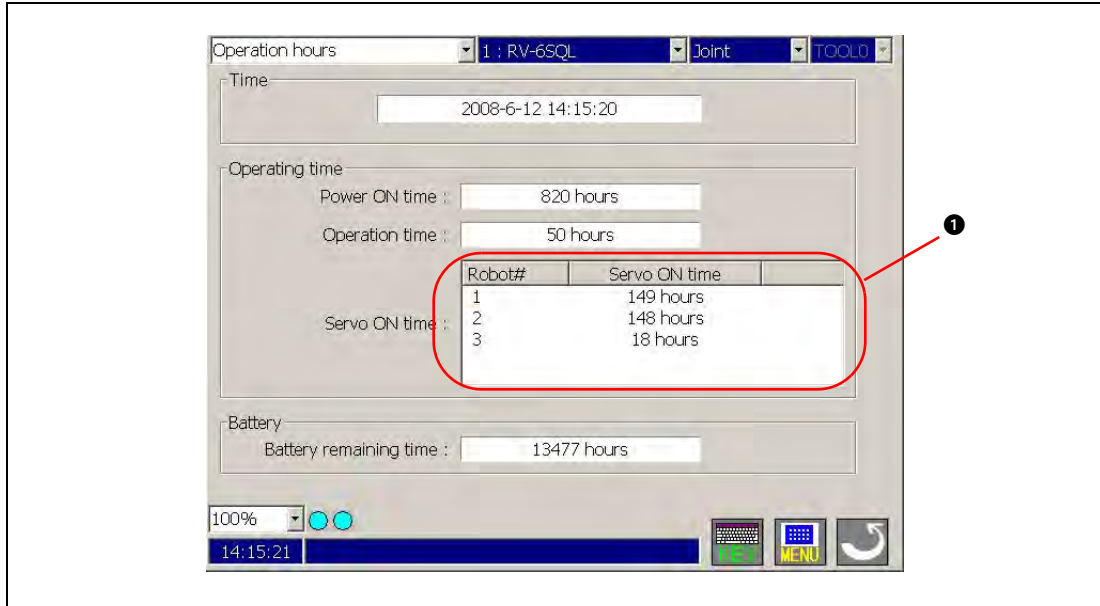 Operation hours 1 : RV-6SQL Joint TOOL0
Time
2008-6-12 14:15:20
Operating time
Power ON time : 820 hours
Operation time : 50 hours
❶
Robot# Servo ON time
1 149 hours
Servo ON time : 2 148 hours
3 18 hours
Battery
Battery remaining time : 13477 hours
100%
14:15:21 KEY MENU